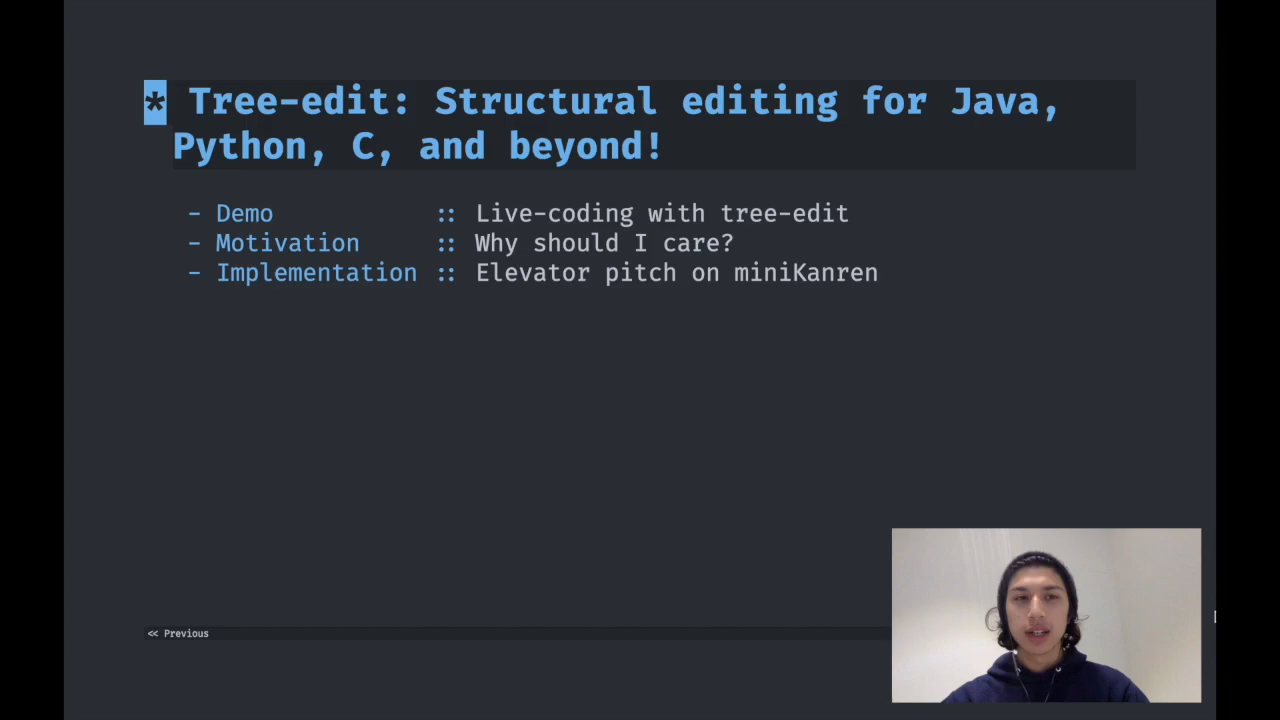 * Tree-edit: Structural editing for Java,
Python, C, and beyond!
- Demo :: Live-coding with tree-edit
- Motivation :: Why should I care?
- Implementation :: Elevator pitch on miniKanren
<< Previous